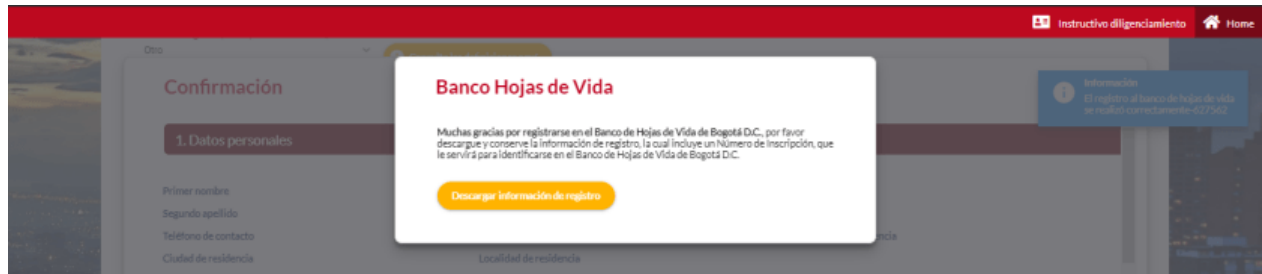 Instructivo diligenciamiento
Home
Otro
Confirmación
Banco Hojas de Vida
Información
El registro al banco de hojas de vida
se realizó correctamente-627562
1. Datos personales
Muchas gracias por registrarse en el Banco de Hojas de Vida de Bogotá D.C., por favor
descargue y conserve la información de registro, la cual incluye un Número de Inscripción, que
le servirá para identificarse en el Banco de Hojas de Vida de Bogotá D.C.
Descargar información de registro
Primer nombre
Segundo apellido
Teléfono de contacto
Ciudad de residencia
Localidad de residencia